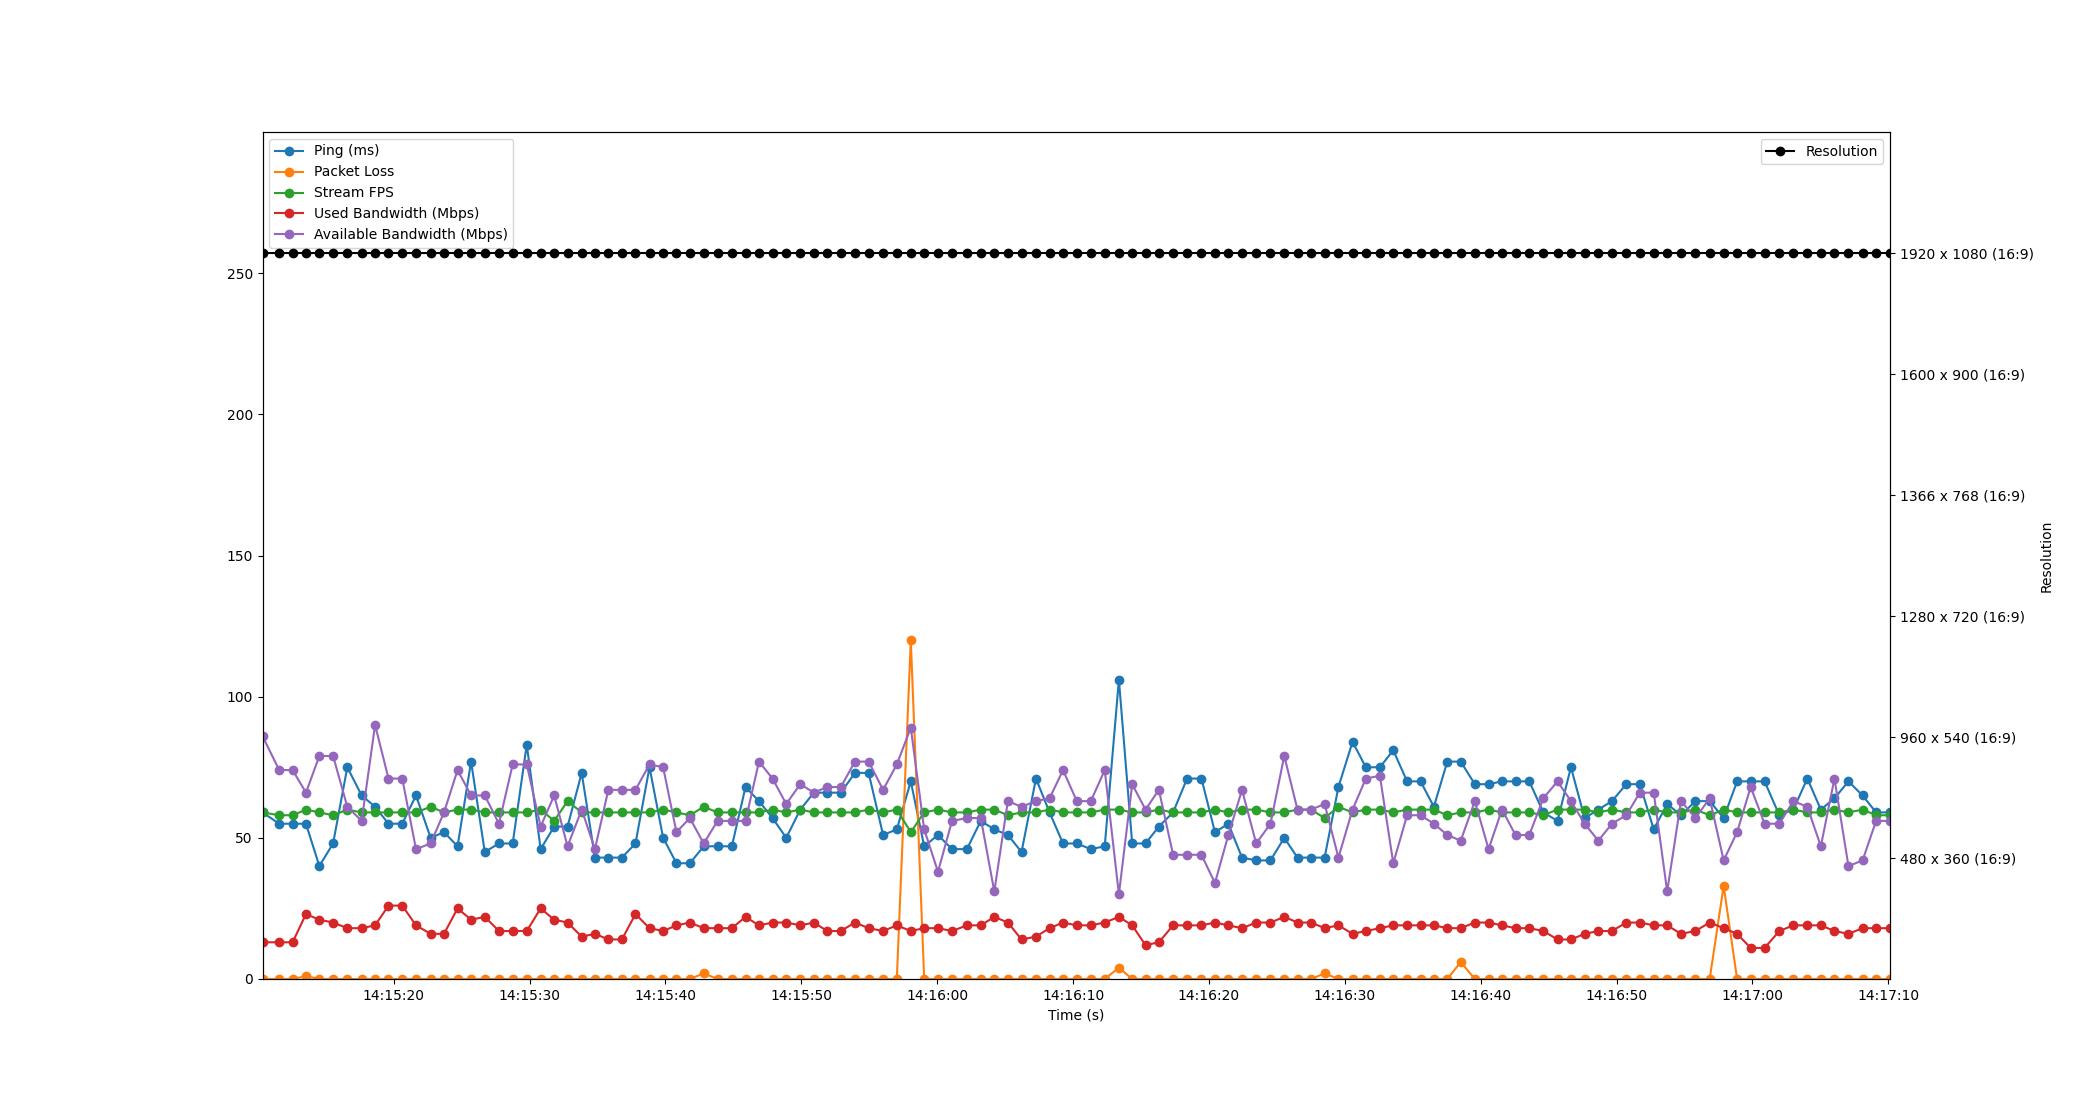 Ping (ms)
Packet Loss
Stream FPS
Used Bandwidth (Mbps)
Available Bandwidth (Mbps)
Resolution
250
200
150
100
50
0
1920 x 1080 (16:9)
1600 x 900 (16:9)
1366 x 768 (16:9)
1280 x 720 (16:9)
960 x 540 (16:9)
480 x 360 (16:9)
Resolution
14:15:20 14:15:30 14:15:40 14:15:50 14:16:00 14:16:10 14:16:20 14:16:30 14:16:40 14:16:50 14:17:00 14:17:10
Time (s)